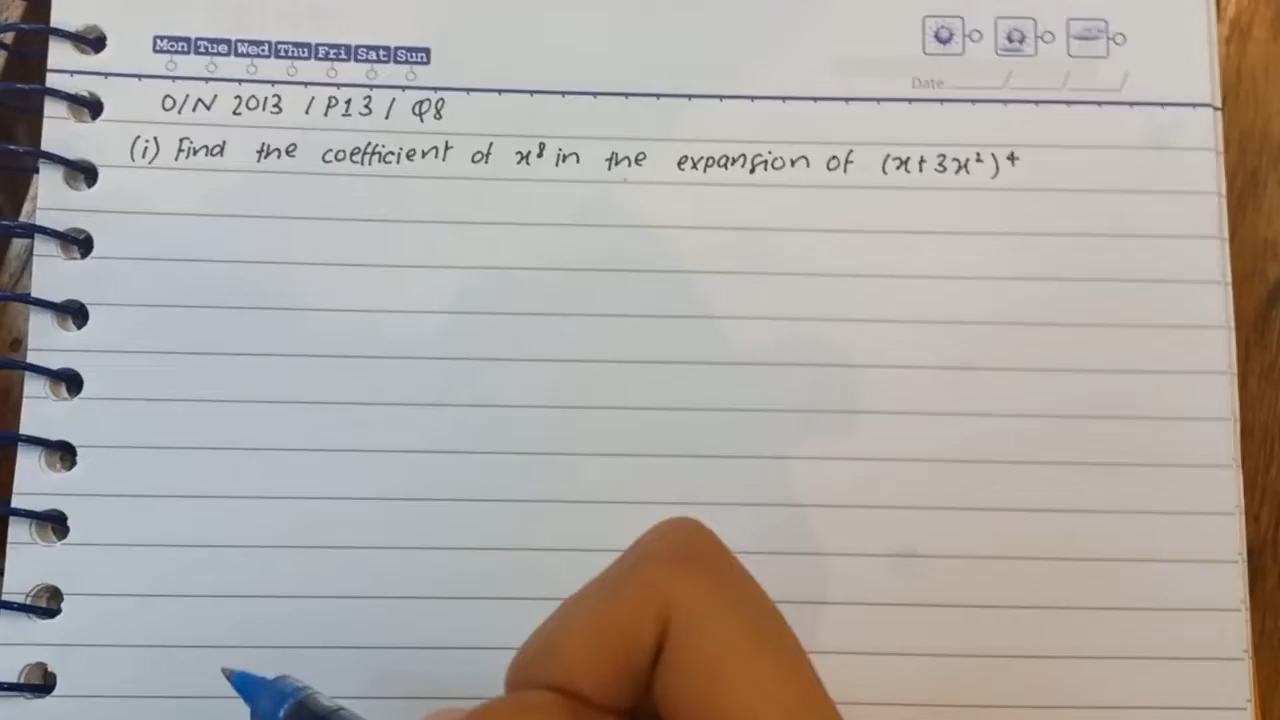 Mon Tue Wed Thu Fri Sat Sun
Date / / /
O/N 2013 / P13 / Q8
(i) Find the coefficient of x⁸ in the expansion of (x+3x²)⁴